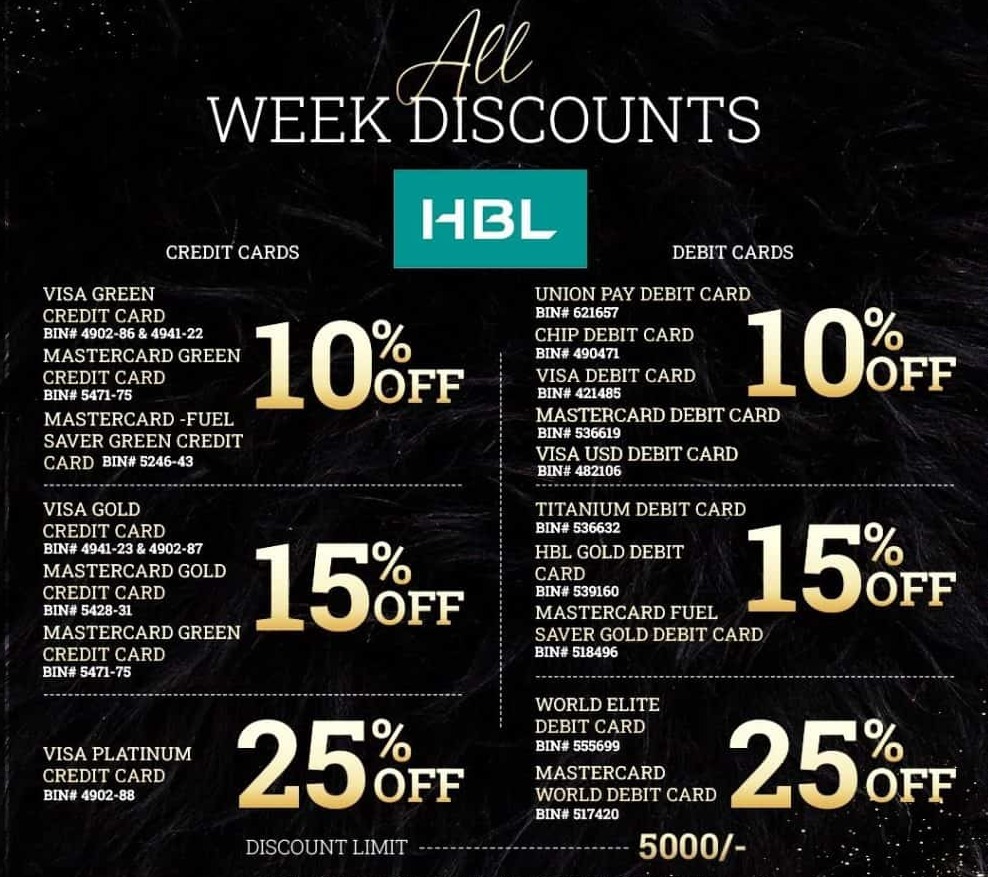 All
WEEK DISCOUNTS
HBL
CREDIT CARDS
VISA GREEN
CREDIT CARD
BIN# 4902-86 & 4941-22
MASTERCARD GREEN
CREDIT CARD
BIN# 5471-75
MASTERCARD -FUEL
SAVER GREEN CREDIT
CARD BIN# 5246-43
10% OFF
VISA GOLD
CREDIT CARD
BIN# 4941-23 & 4902-87
MASTERCARD GOLD
CREDIT CARD
BIN# 5428-31
MASTERCARD GREEN
CREDIT CARD
BIN# 5471-75
15% OFF
VISA PLATINUM
CREDIT CARD
BIN# 4902-88
25% OFF
DEBIT CARDS
UNION PAY DEBIT CARD
BIN# 621657
CHIP DEBIT CARD
BIN# 490471
VISA DEBIT CARD
BIN# 421485
MASTERCARD DEBIT CARD
BIN# 536619
VISA USD DEBIT CARD
BIN# 482106
10% OFF
TITANIUM DEBIT CARD
BIN# 536632
HBL GOLD DEBIT
CARD
BIN# 539160
MASTERCARD FUEL
SAVER GOLD DEBIT CARD
BIN# 518496
15% OFF
WORLD ELITE
DEBIT CARD
BIN# 555699
MASTERCARD
WORLD DEBIT CARD
BIN# 517420
25% OFF
DISCOUNT LIMIT 5000/-